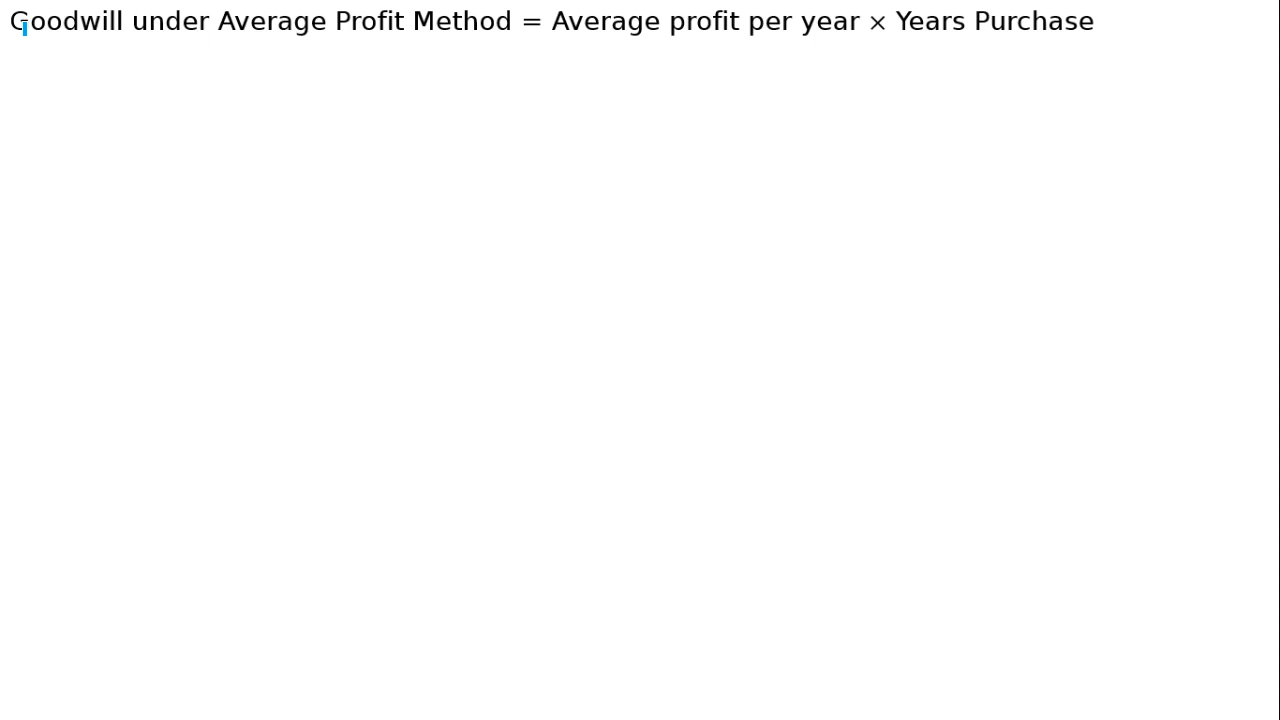 Goodwill under Average Profit Method = Average profit per year × Years Purchase